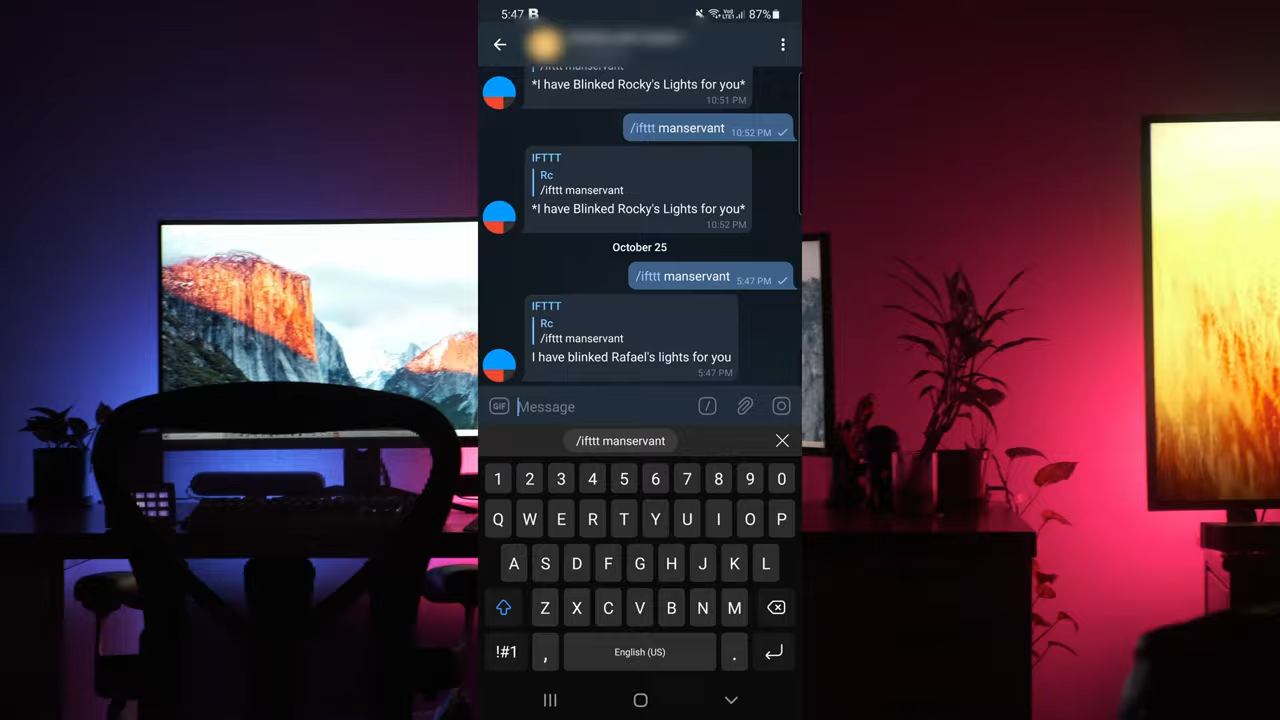 5:47 B 87%
*I have Blinked Rocky's Lights for you*
10:51 PM
/ifttt manservant 10:52 PM
IFTTT
Rc
/ifttt manservant
*I have Blinked Rocky's Lights for you*
10:52 PM
October 25
/ifttt manservant 5:47 PM
IFTTT
Rc
/ifttt manservant
I have blinked Rafael's lights for you
5:47 PM
GIF Message /
/ifttt manservant
1 2 3 4 5 6 7 8 9 0
Q W E R T Y U I O P
A S D F G H J K L
Z X C V B N M
!#1 , English (US) .